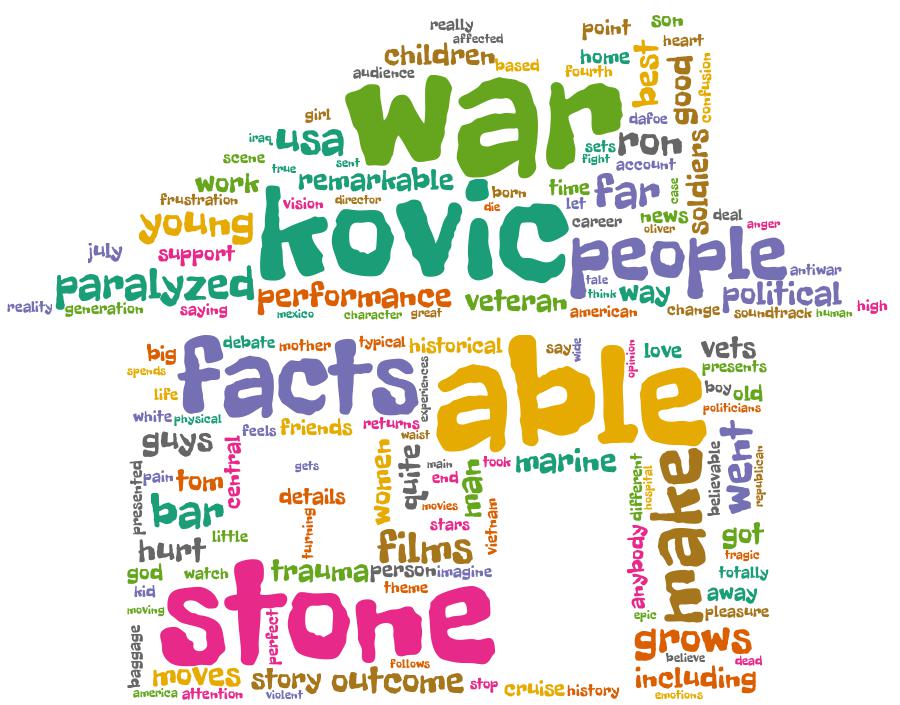 really
affected
point
son
children
based
home
best
heart
audience
fourth
good
confusion
war
girl
dafoe
iraq
usa
sets
ron
scene
true
sent
fight
account
soldiers
work
remarkable
time
far
case
frustration
vision
director
born
die
let
career
news
deal
young
kovic
oliver
anger
july
support
people
antiwar
paralyzed
tale
think
way
political
reality
generation
saying
performance
veteran
mexico
character
great
american
change
soundtrack
human
high
big
facts
debate
mother
typical
historical
able
say
wide
opinion
love
vets
spends
experiences
presents
life
boy
old
white
physical
politicians
guys
feels
friends
returns
waist
central
women
quite
went
presented
pain
tom
gets
main
end
man
took
marine
different
hospital
make
believable
republican
details
movies
bar
turning
stars
vietnam
little
hurt
films
anybody
got
tragic
god
watch
trauma
person
imagine
totally
kid
theme
away
moving
stone
perfect
epic
pleasure
baggage
grows
follows
believe
dead
moves
story
outcome
stop
cruise
history
including
america
attention
violent
emotions